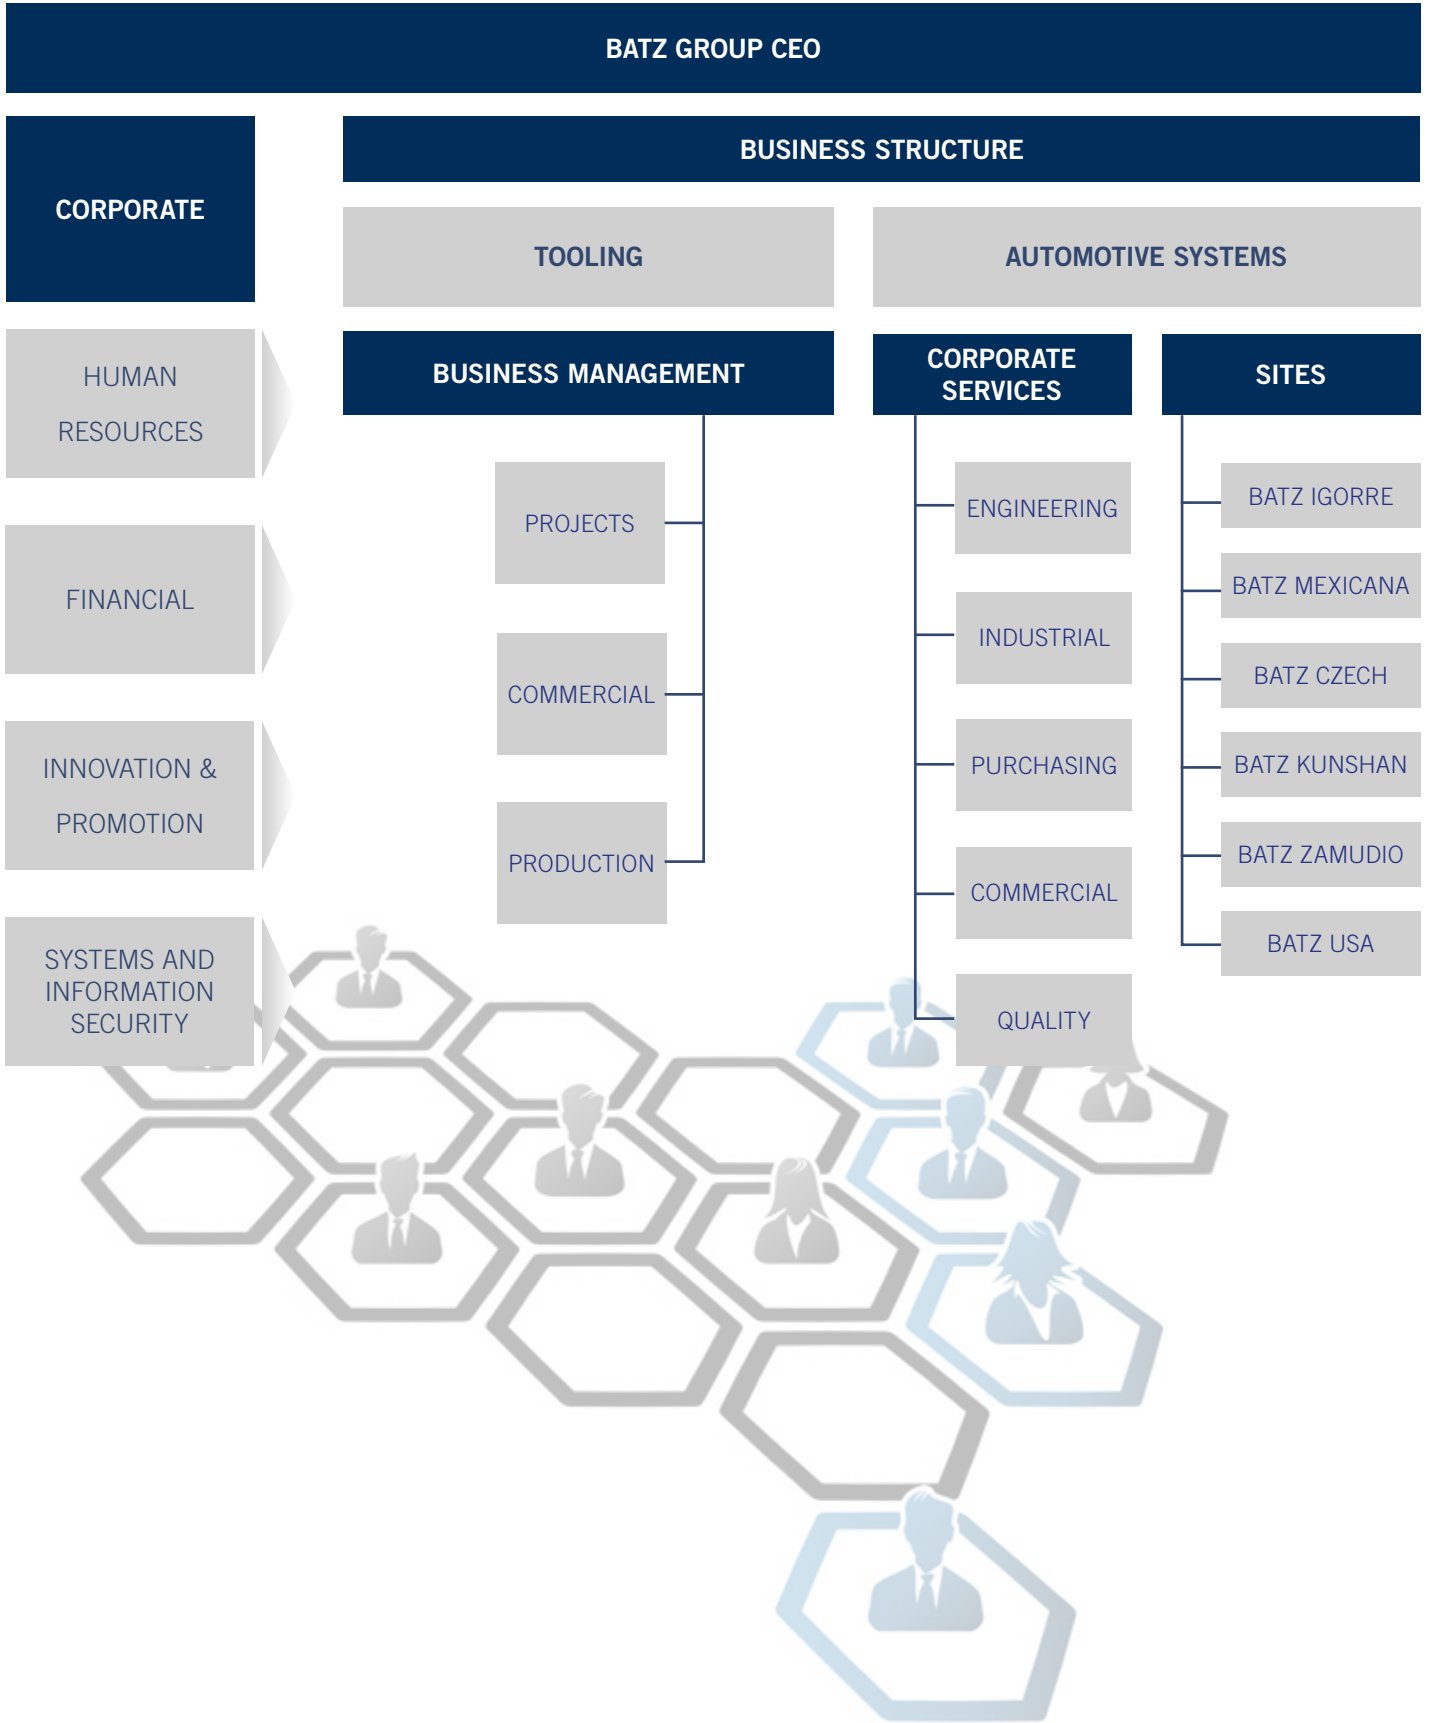 BATZ GROUP CEO
CORPORATE
HUMAN
RESOURCES
FINANCIAL
INNOVATION &
PROMOTION
SYSTEMS AND
INFORMATION
SECURITY
BUSINESS STRUCTURE
TOOLING
BUSINESS MANAGEMENT
PROJECTS
COMMERCIAL
PRODUCTION
AUTOMOTIVE SYSTEMS
CORPORATE
SERVICES
ENGINEERING
INDUSTRIAL
PURCHASING
COMMERCIAL
QUALITY
SITES
BATZ IGORRE
BATZ MEXICANA
BATZ CZECH
BATZ KUNSHAN
BATZ ZAMUDIO
BATZ USA